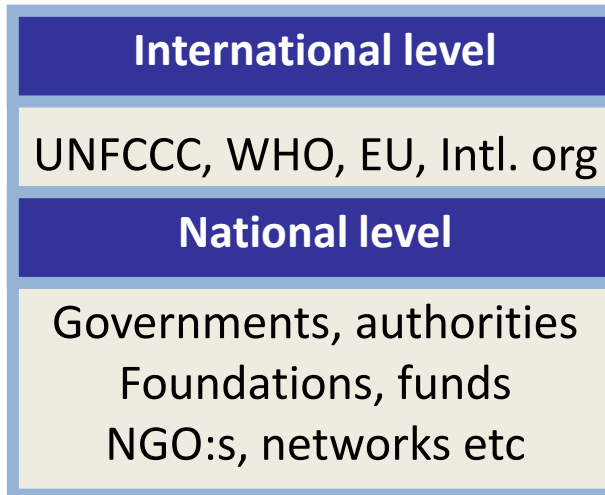 International level
UNFCCC, WHO, EU, Intl. org
National level
Governments, authorities
Foundations, funds
NGO:s, networks etc